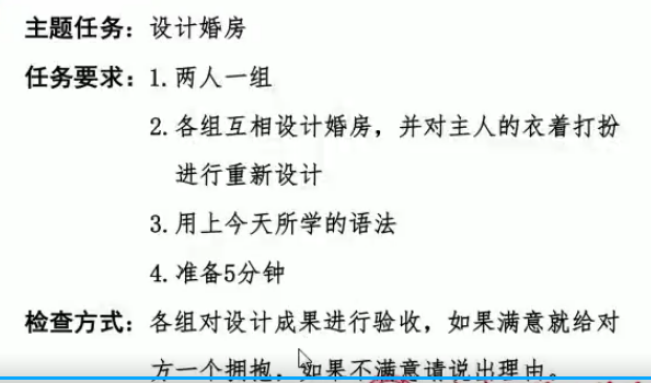 主题任务：设计婚房
任务要求：1.两人一组
2.各组互相设计婚房，并对主人的衣着打扮
进行重新设计
3.用上今天所学的语法
4.准备5分钟
检查方式：各组对设计成果进行验收，如果满意就给对
方一个拥抱，如果不满意请说出理由。